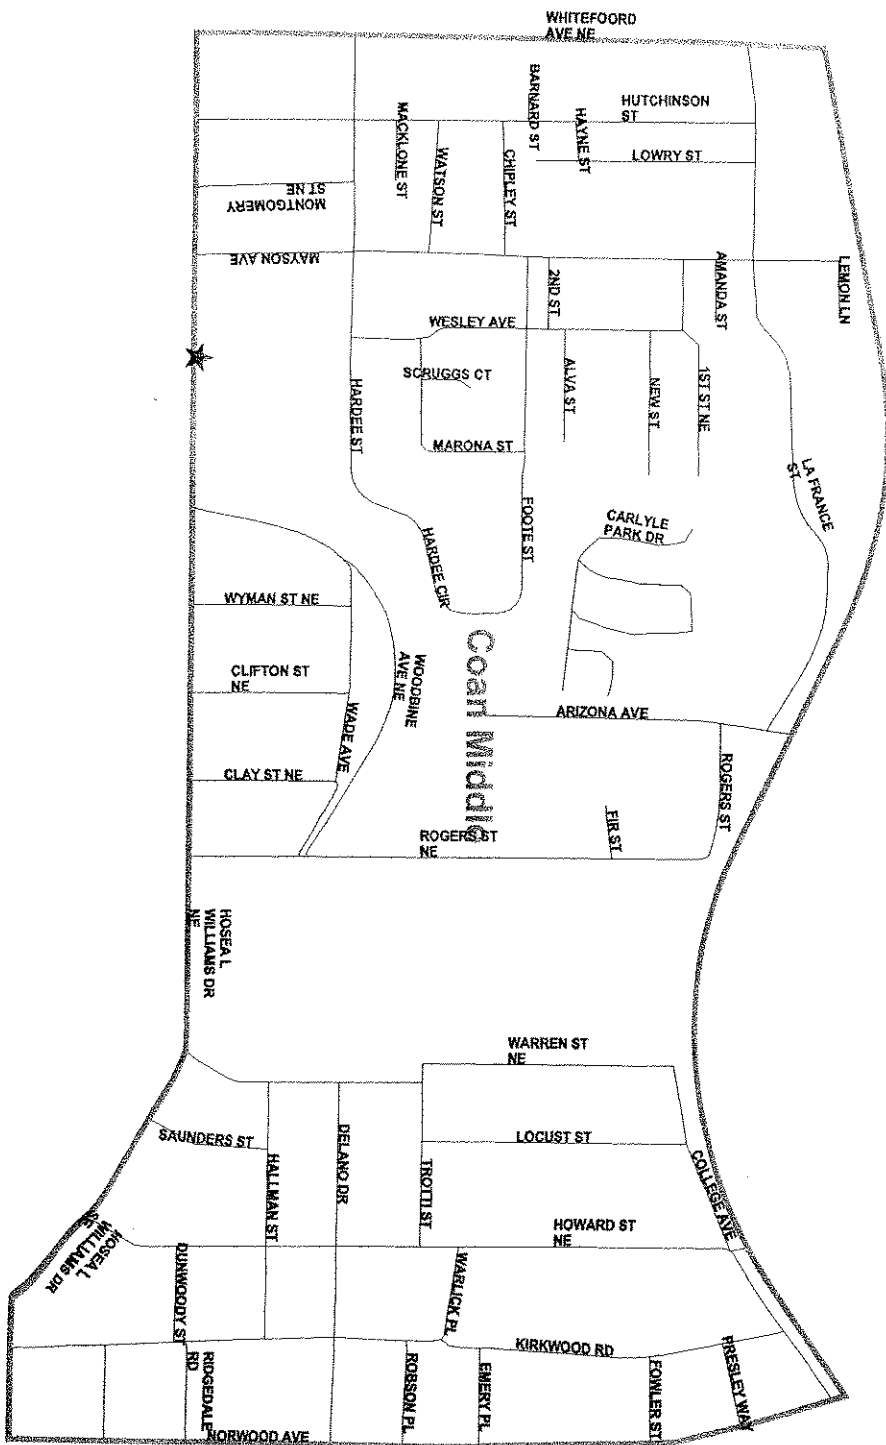 WHITEFOORD
AVE NE
HUTCHINSON
ST
BARNARD ST
HAYNE ST
MACKLONE ST
WATSON ST
CHIPLEY ST
LOWRY ST
MONTGOMERY
ST NE
MAYSON AVE
2ND ST
AMANDA ST
LEMON LN
WESLEY AVE
SCRUGGS CT
ALVA ST
NEW ST
1ST ST NE
HARDEE ST
MARONA ST
LA FRANCE
ST
FOOTE ST
CARLYLE
PARK DR
HARDEE CIR
WYMAN ST NE
Coan Middle
WOODBINE
AVE NE
CLIFTON ST
NE
WADE AVE
ARIZONA AVE
ROGERS ST
CLAY ST NE
FIR ST
ROGERS ST
NE
HOSEA L
WILLIAMS DR
NE
WARREN ST
NE
SAUNDERS ST
DELANO DR
LOCUST ST
HALLMAN ST
TROTTI ST
COLLEGE AVE
HOWARD ST
NE
HOSEA L
WILLIAMS DR
SE
DUNWOODY ST
WARLICK PL
KIRKWOOD RD
PRESLEY WAY
RIDGEDALE
RD
ROBSON PL
EMERY PL
FOWLER ST
NORWOOD AVE